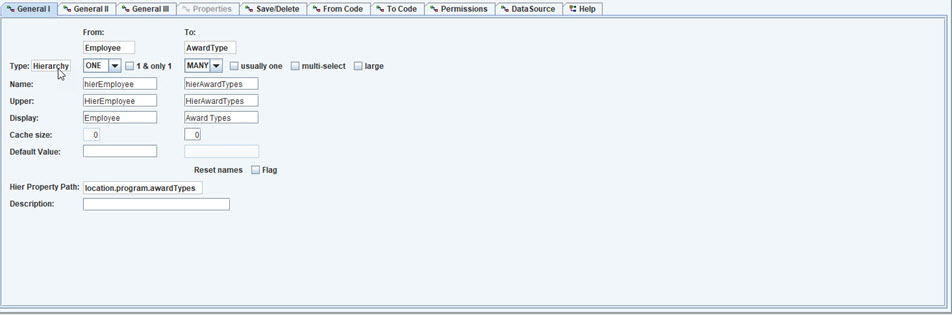 General I General II General III Properties Save/Delete From Code To Code Permissions DataSource Help
From: To:
Employee AwardType
Type: Hierarchy ONE 1 & only 1 MANY usually one multi-select large
Name: hierEmployee hierAwardTypes
Upper: HierEmployee HierAwardTypes
Display: Employee Award Types
Cache size: 0 0
Default Value:
Reset names Flag
Hier Property Path: location.program.awardTypes
Description: